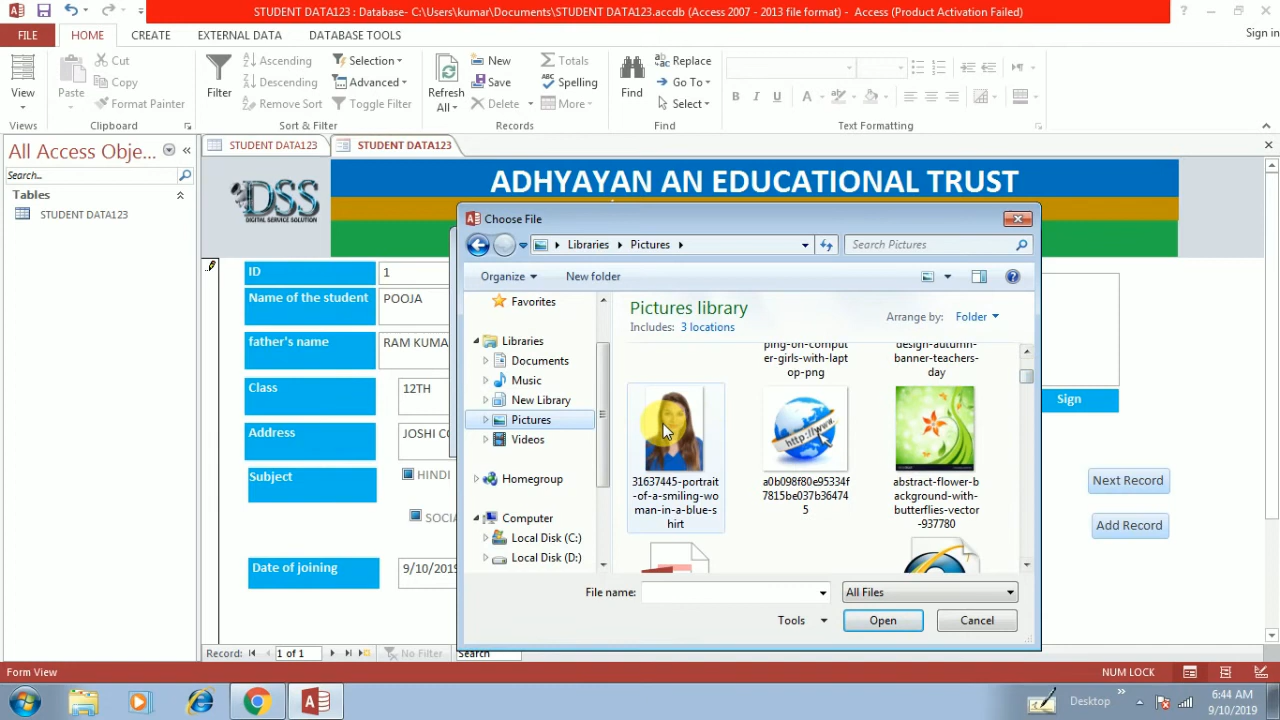 STUDENT DATA123 : Database- C:\Users\kumar\Documents\STUDENT DATA123.accdb (Access 2007 - 2013 file format) - Access (Product Activation Failed)
FILE HOME CREATE EXTERNAL DATA DATABASE TOOLS Sign in
View
Views
Paste
Cut
Copy
Format Painter
Clipboard
Filter
Ascending
Descending
Remove Sort
Selection
Advanced
Toggle Filter
Sort & Filter
Refresh
All
New
Save
Delete
Totals
Spelling
More
Records
Find
Replace
Go To
Select
Find
B I U A
Text Formatting
All Access Obje...
Search...
Tables
STUDENT DATA123
STUDENT DATA123 STUDENT DATA123
DSS
DIGITAL SERVICE SOLUTION
ADHYAYAN AN EDUCATIONAL TRUST
ID 1
Name of the student POOJA
father's name RAM KUMA
Class 12TH
Address JOSHI CO
Subject HINDI
SOCI
Date of joining 9/10/2019
Sign
Next Record
Add Record
Choose File
Libraries Pictures
Search Pictures
Organize New folder
Favorites
Libraries
Documents
Music
New Library
Pictures
Videos
Homegroup
Computer
Local Disk (C:)
Local Disk (D:)
Pictures library
Includes: 3 locations
Arrange by: Folder
ping-on-comput
er-girls-with-lapt
op-png
design-autumn-
banner-teachers-
day
31637445-portrait
-of-a-smiling-wo
man-in-a-blue-s
hirt
http://www.
a0b098f80e95334f
7815be037b36474
5
abstract-flower-b
ackground-with-
butterflies-vector
-937780
File name:
All Files
Tools
Open
Cancel
Record: 1 of 1 No Filter Search
Form View
NUM LOCK
Desktop
6:44 AM
9/10/2019